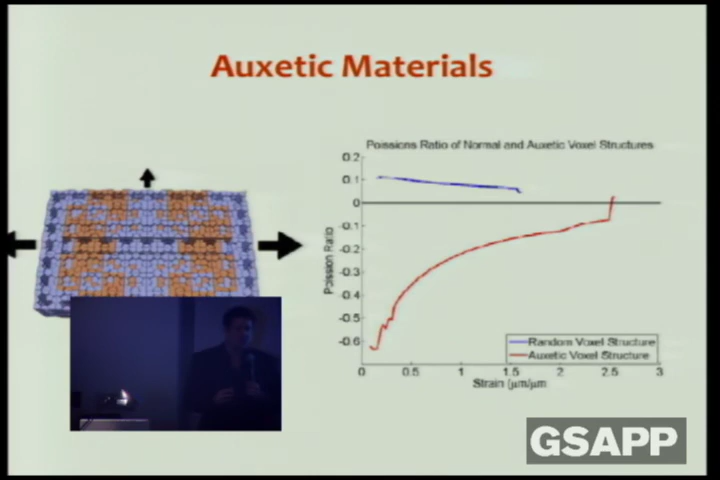 Auxetic Materials
Poissions Ratio of Normal and Auxetic Voxel Structures
0.2
0.1
0
-0.1
-0.2
-0.3
-0.4
-0.5
-0.6
Poission Ratio
0
0.5
1
1.5
2
2.5
3
Strain (μm/μm
Random Voxel Structure
Auxetic Voxel Structure
GSAPP